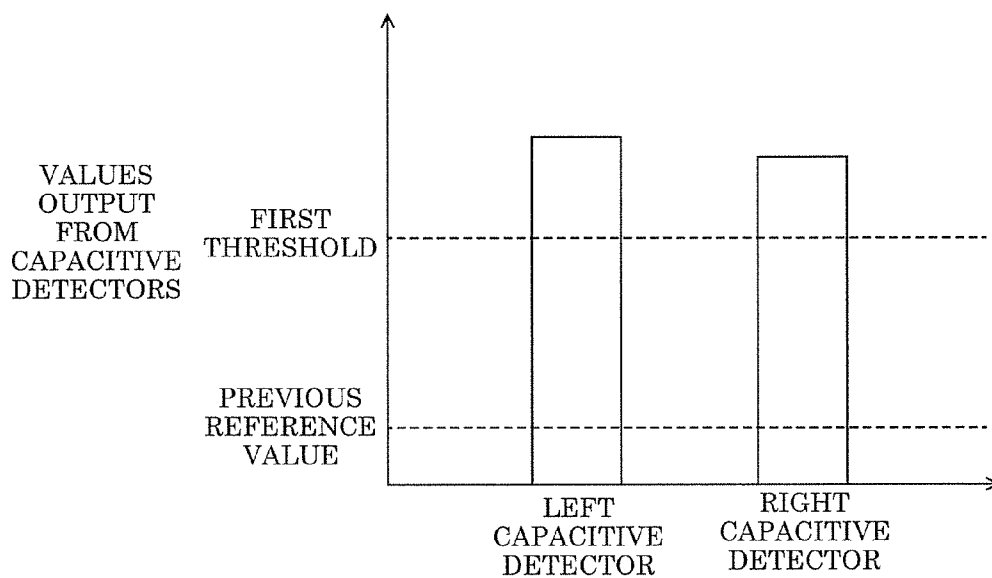 VALUES
OUTPUT
FROM
CAPACITIVE
DETECTORS
FIRST
THRESHOLD
PREVIOUS
REFERENCE
VALUE
LEFT
CAPACITIVE
DETECTOR
RIGHT
CAPACITIVE
DETECTOR